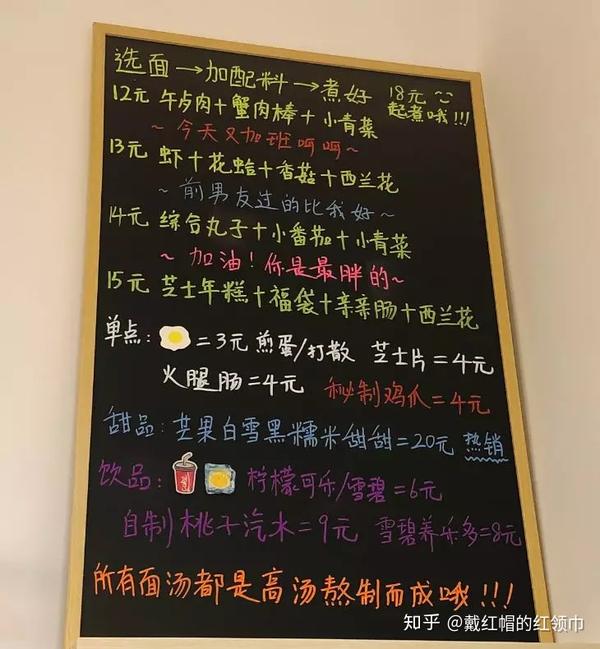 选面→加配料→煮好 18元
起煮哦!!!
12元 午歺肉+蟹肉棒+小青菜
~今天又加班呵呵~
13元 虾+花蛤+香菇+西兰花
~前男友过的比我好~
14元 综合丸子+小番茄+小青菜
~加油!你是最胖的~
15元 芝士年糕+福袋+亲亲肠+西兰花
单点: =3元 煎蛋/打散 芝士片=4元
火腿肠=4元 秘制鸡爪=4元
甜品:芒果白雪黑糯米甜甜=20元 热销
饮品: 柠檬可乐/雪碧=6元
自制桃子汽水=9元 雪碧养乐多=8元
所有面汤都是高汤熬制而成哦!!!
知乎 @戴红帽的红领巾